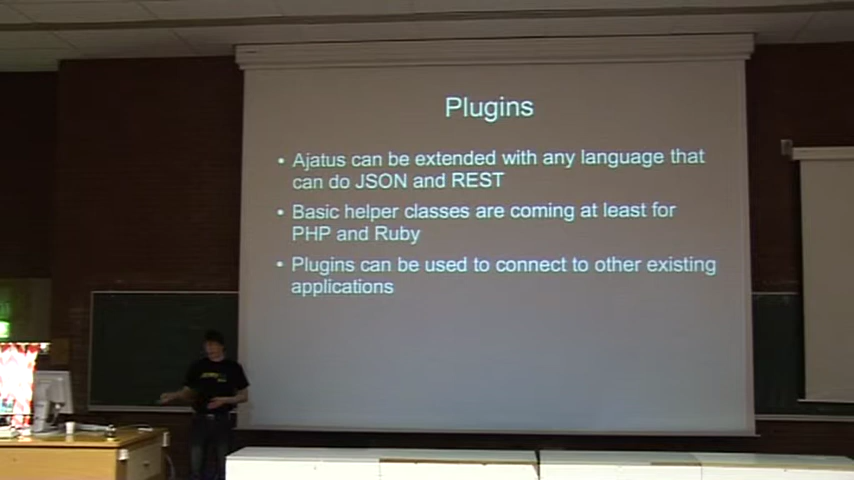 Plugins
• Ajatus can be extended with any language that
can do JSON and REST
• Basic helper classes are coming at least for
PHP and Ruby
• Plugins can be used to connect to other existing
applications